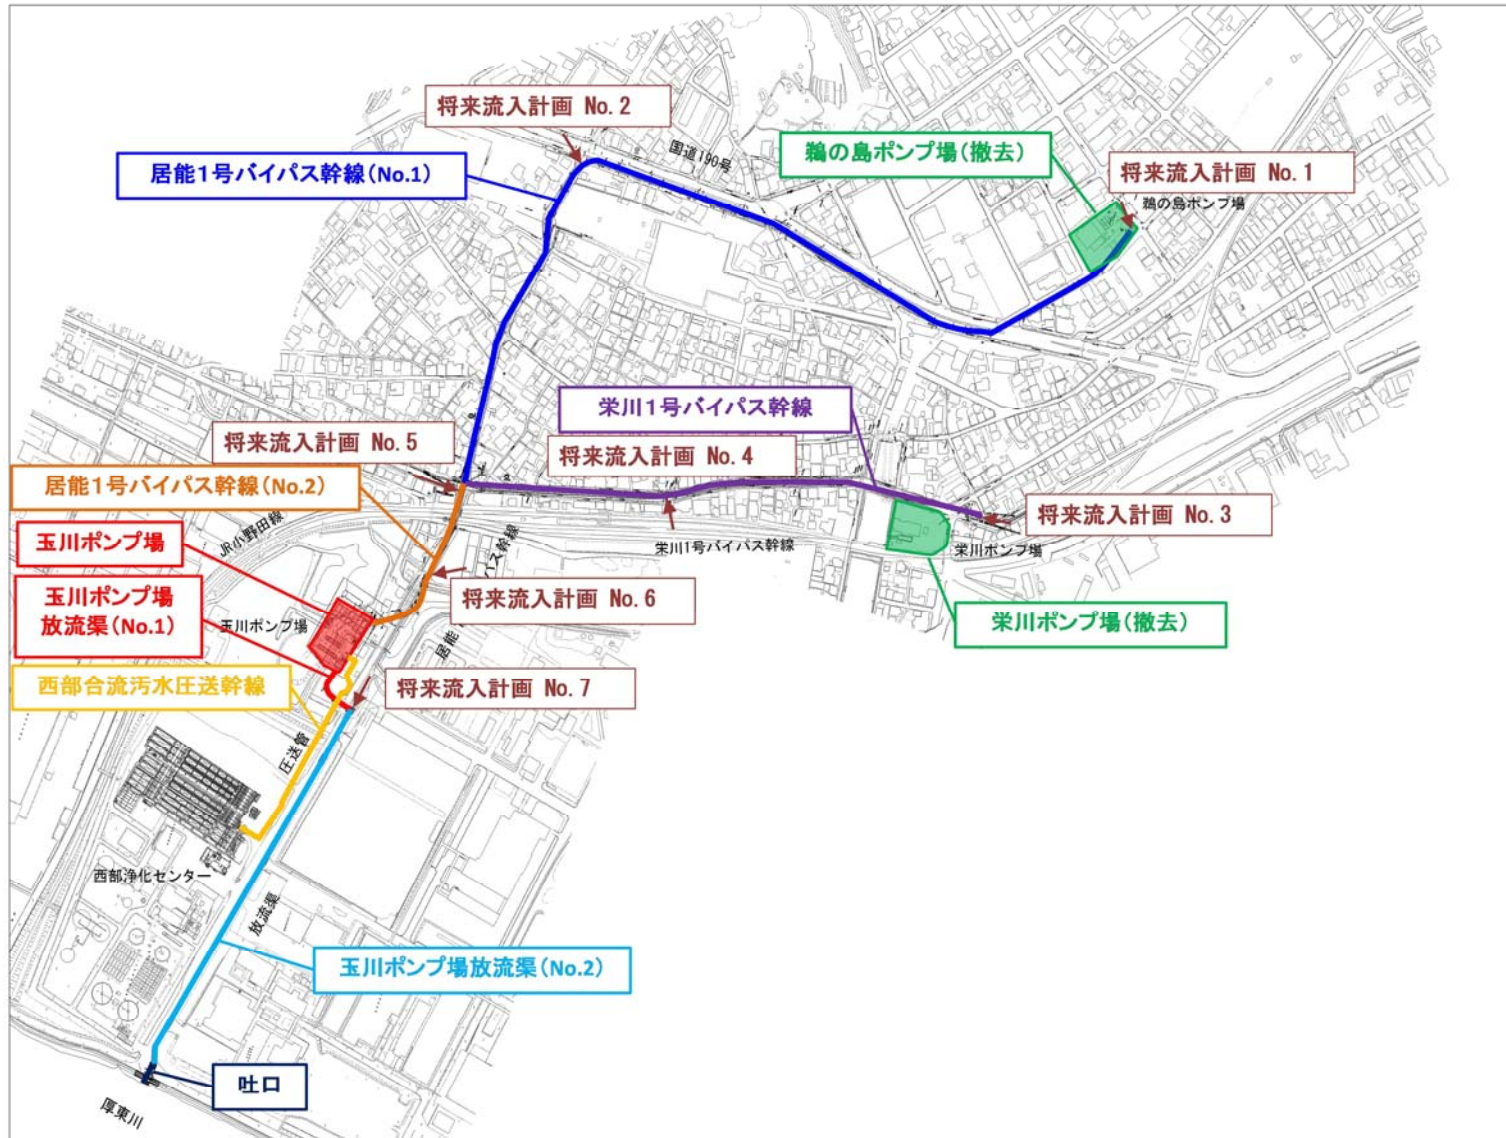 将来流入計画 No.2
国道190号
鵜の島ポンプ場(撤去)
居能1号バイパス幹線(No.1)
将来流入計画 No.1
鵜の島ポンプ場
栄川1号バイパス幹線
将来流入計画 No.5
将来流入計画 No.4
居能1号バイパス幹線(No.2)
将来流入計画 No.3
JR小野田線
栄川1号バイパス幹線
栄川ポンプ場
玉川ポンプ場
パス幹線
玉川ポンプ場
放流渠(No.1)
将来流入計画 No.6
栄川ポンプ場(撤去)
玉川ポンプ場
居能
西部合流汚水圧送幹線
将来流入計画 No.7
圧送管
西部浄化センター
放流渠
玉川ポンプ場放流渠(No.2)
吐口
厚東川